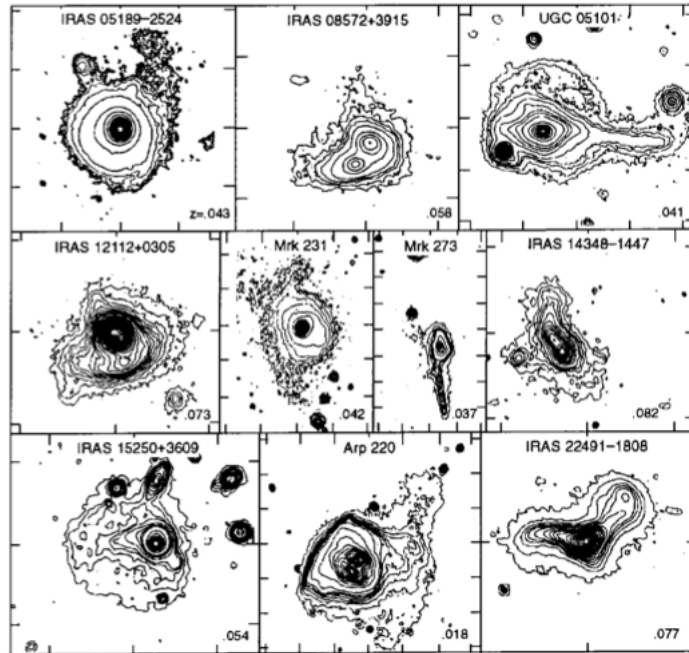 IRAS 05189−2524
z=.043
IRAS 08572+3915
.058
UGC 05101
.041
IRAS 12112+0305
.073
Mrk 231
.042
Mrk 273
.037
IRAS 14348−1447
.082
IRAS 15250+3609
.054
Arp 220
.018
IRAS 22491−1808
.077